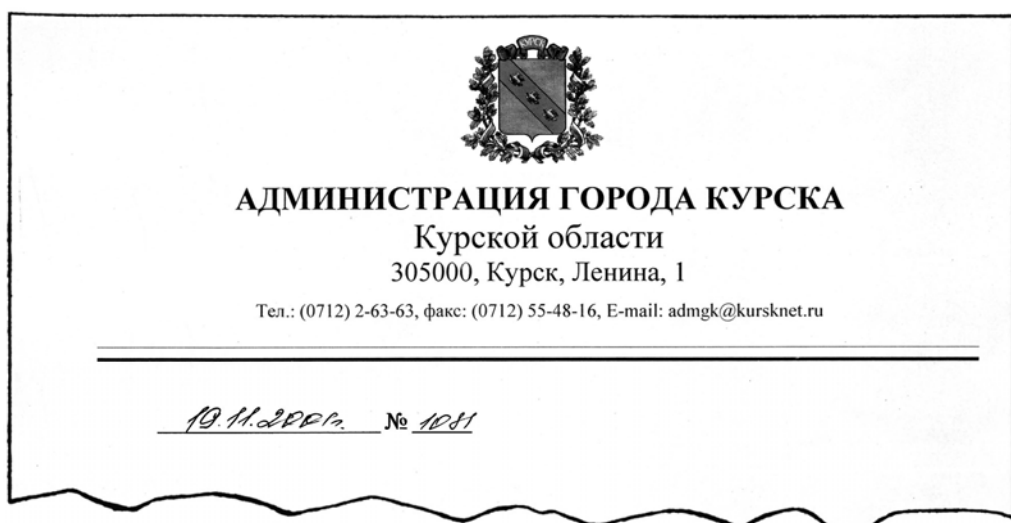 КУРСК
АДМИНИСТРАЦИЯ ГОРОДА КУРСКА
Курской области
305000, Курск, Ленина, 1
Тел.: (0712) 2-63-63, факс: (0712) 55-48-16, E-mail: admgk@kursknet.ru
№ 1081